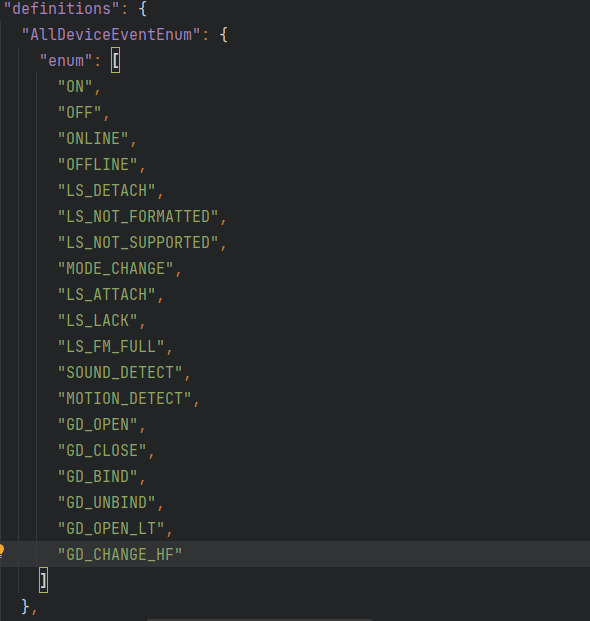 "definitions": {
"AllDeviceEventEnum": {
"enum": [
"ON",
"OFF",
"ONLINE",
"OFFLINE",
"LS_DETACH",
"LS_NOT_FORMATTED",
"LS_NOT_SUPPORTED",
"MODE_CHANGE",
"LS_ATTACH",
"LS_LACK",
"LS_FM_FULL",
"SOUND_DETECT",
"MOTION_DETECT",
"GD_OPEN",
"GD_CLOSE",
"GD_BIND",
"GD_UNBIND",
"GD_OPEN_LT",
"GD_CHANGE_HF"
]
},